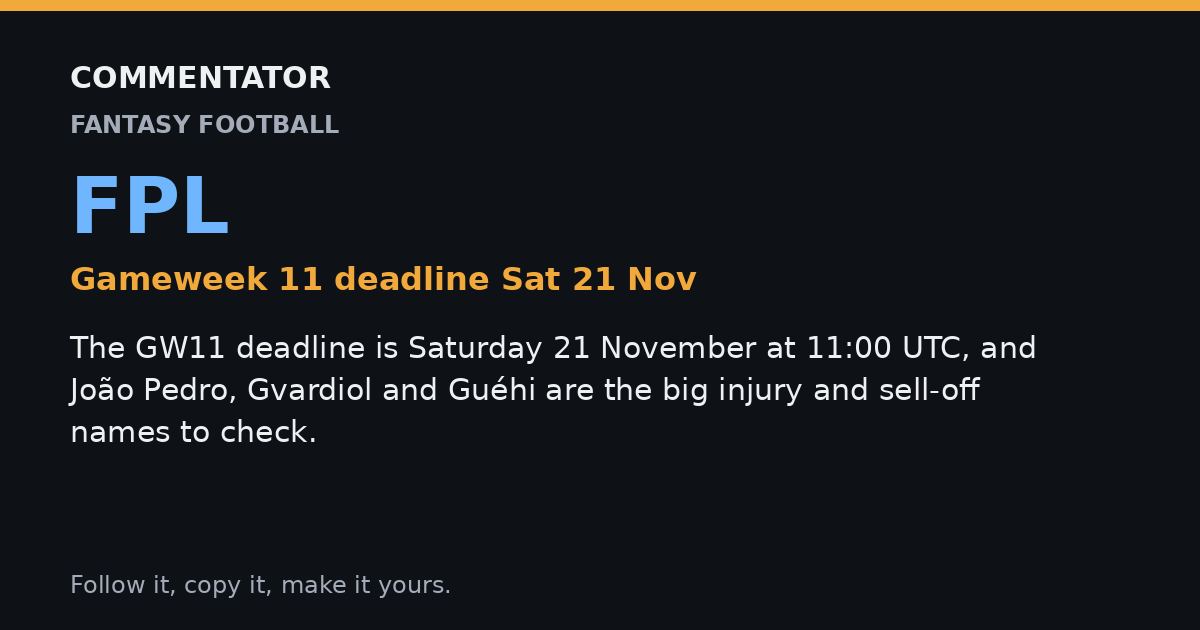 COMMENTATOR
FANTASY FOOTBALL
FPL
Gameweek 11 deadline Sat 21 Nov
The GW11 deadline is Saturday 21 November at 11:00 UTC, and
João Pedro, Gvardiol and Guéhi are the big injury and sell-off
names to check.
Follow it, copy it, make it yours.